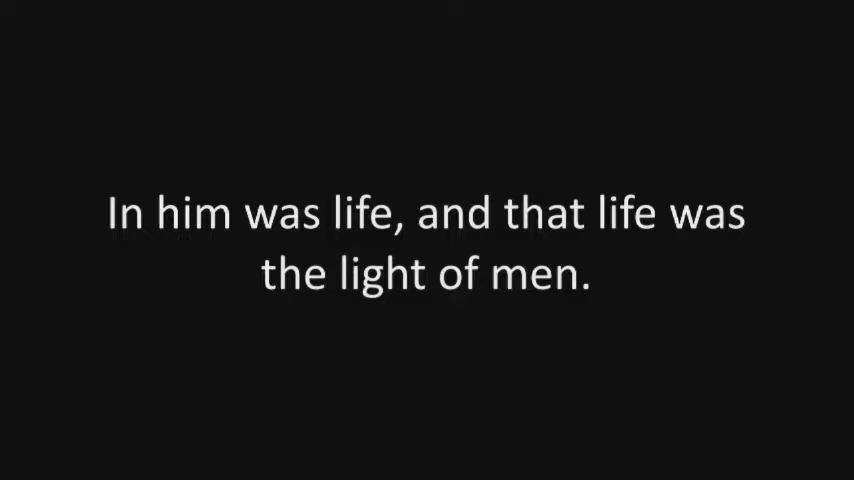 In him was life, and that life was
the light of men.